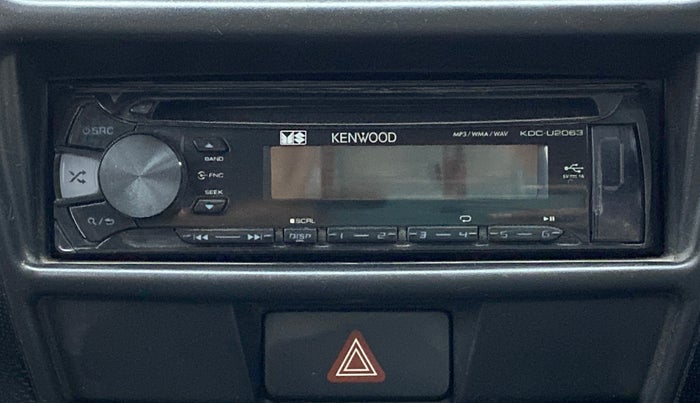 SRC
KENWOOD
MP3/WMA/WAV
KDC-U2063
BAND
FNC
SEEK
SCRL
DISP
1
2
3
4
5
6